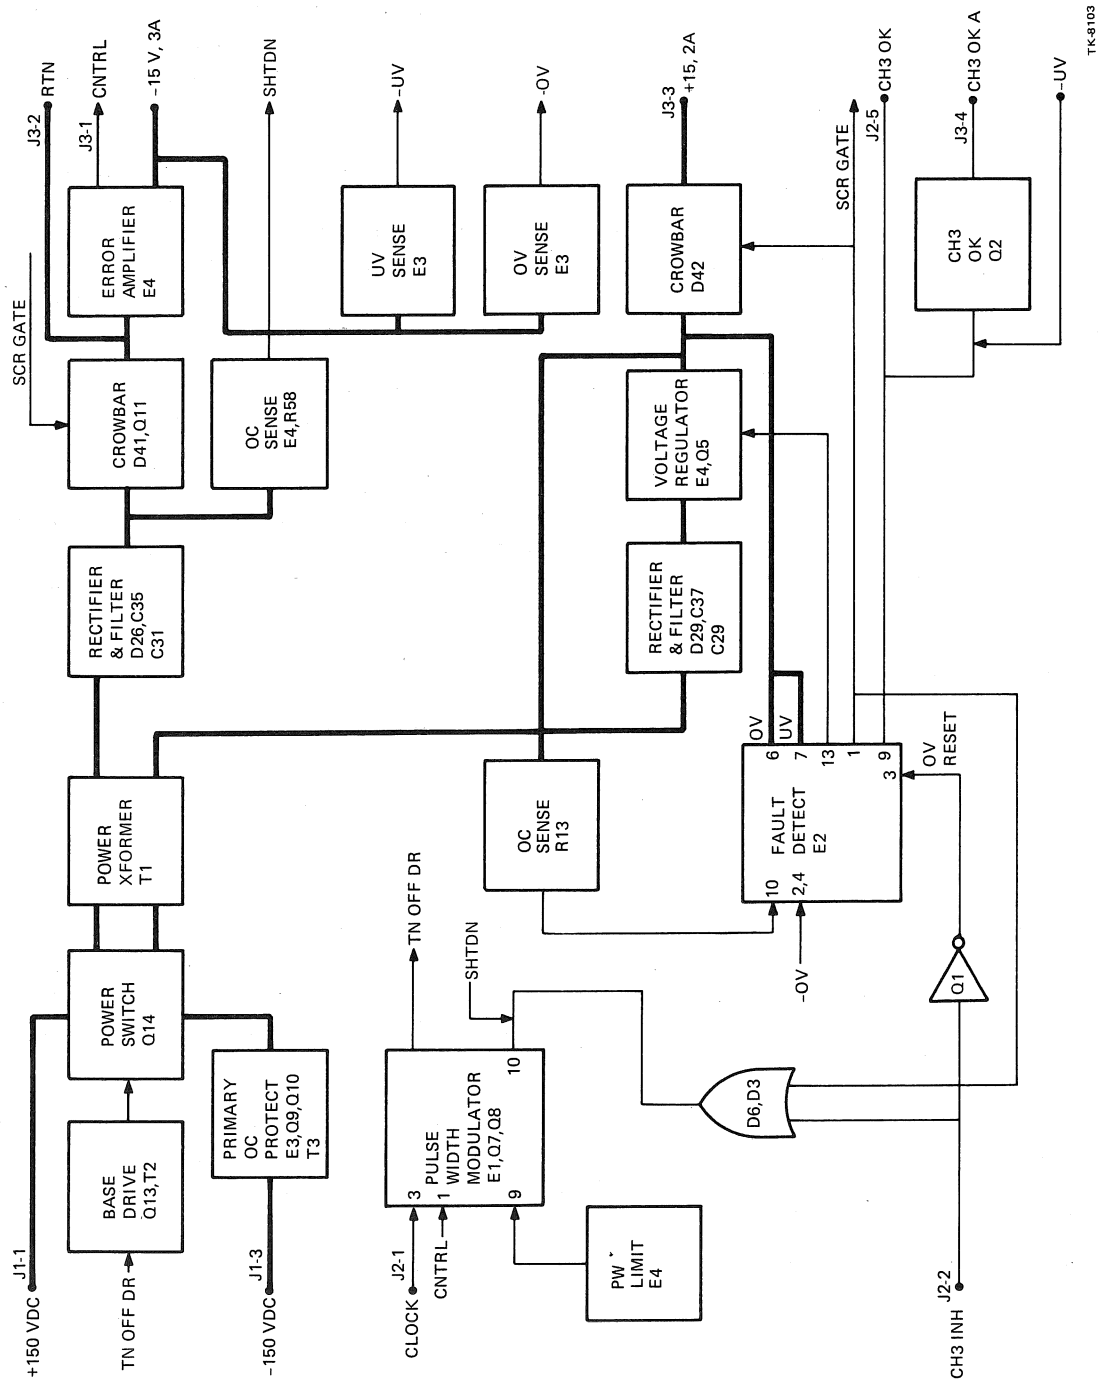 +150 VDC
J1-1
TN OFF DR
BASE
DRIVE
Q13,T2
POWER
SWITCH
Q14
-150 VDC
J1-3
PRIMARY
OC
PROTECT
E3,Q9,Q10
T3
POWER
XFORMER
T1
RECTIFIER
& FILTER
D26,C35
C31
SCR GATE
CROWBAR
D41,Q11
OC
SENSE
E4,R58
ERROR
AMPLIFIER
E4
J3-2
RTN
J3-1
CNTRL
-15 V, 3A
SHTDN
UV
SENSE
E3
-UV
OV
SENSE
E3
-OV
CLOCK
J2-1
CNTRL
3
1
9
PULSE
WIDTH
MODULATOR
E1,Q7,Q8
10
TN OFF DR
SHTDN
PW
LIMIT
E4
OC
SENSE
R13
RECTIFIER
& FILTER
D29,C37
C29
VOLTAGE
REGULATOR
E4,Q5
CROWBAR
D42
J3-3
+15, 2A
D6,D3
-OV
10
2,4
FAULT
DETECT
E2
6
7
13
1
9
3
OV
UV
OV
RESET
SCR GATE
J2-5
CH3 OK
CH3
OK
Q2
J3-4
CH3 OK A
-UV
CH3 INH
J2-2
Q1
TK-8103